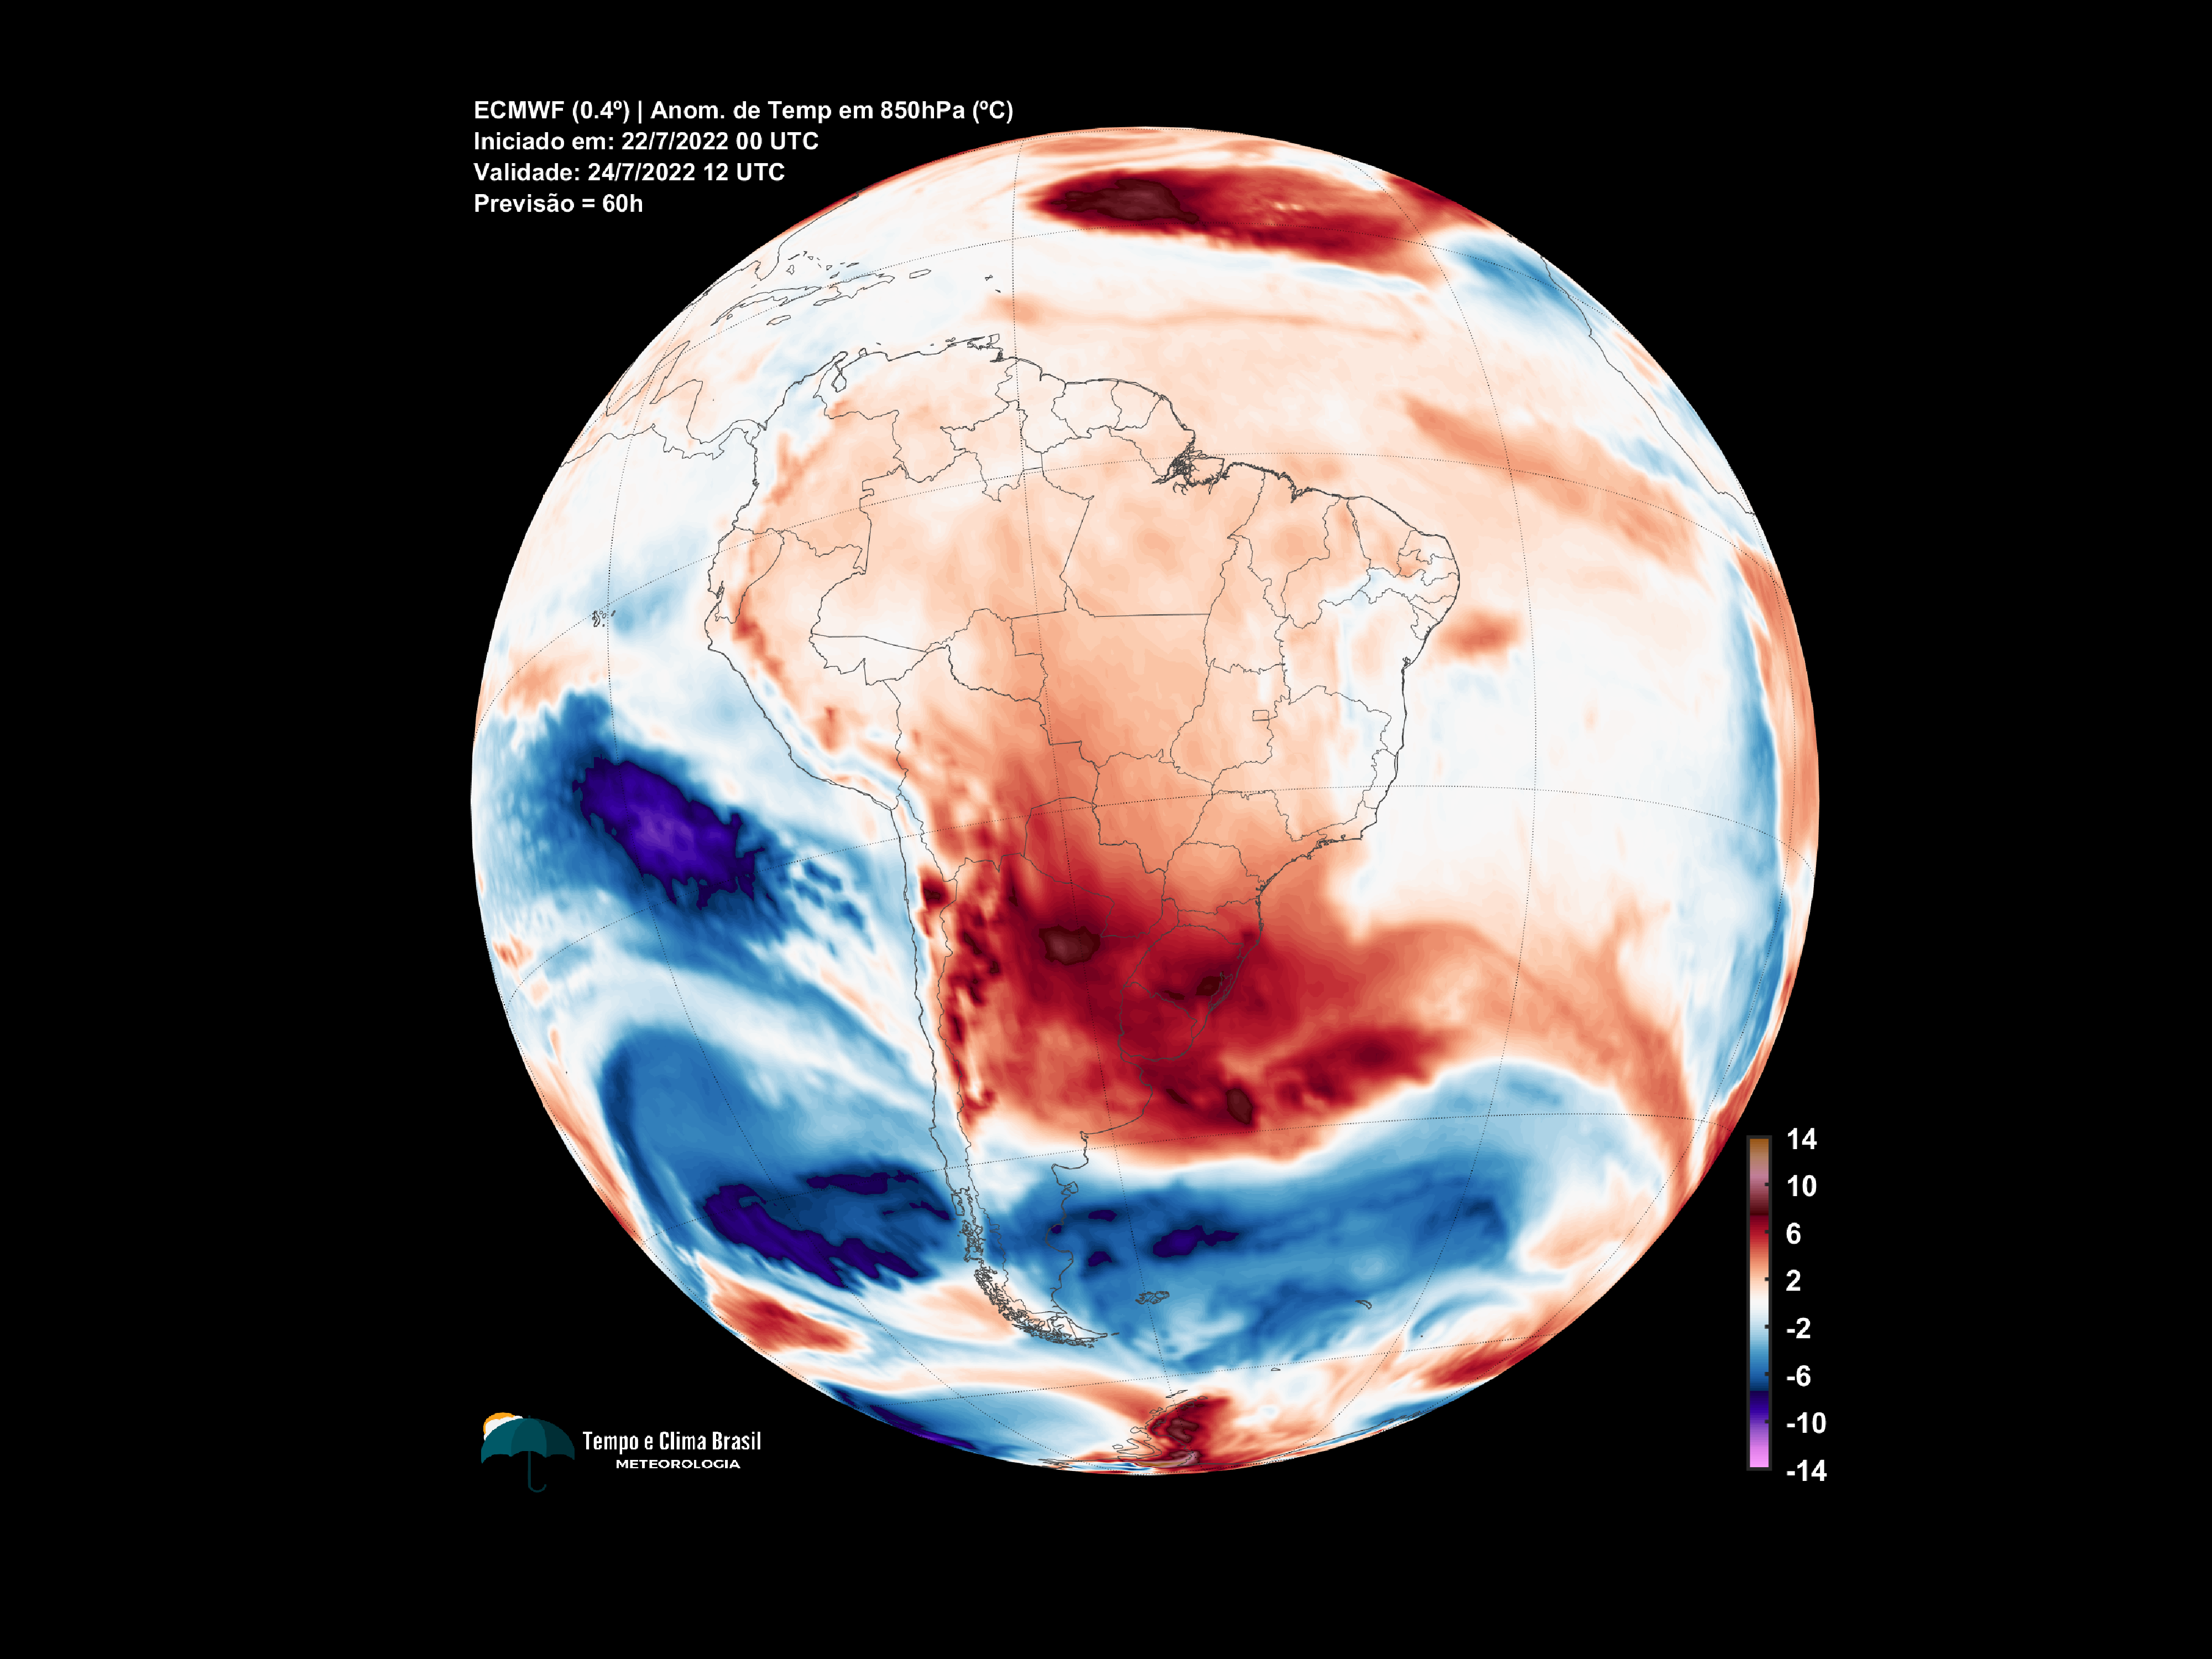 ECMWF (0.4º) | Anom. de Temp em 850hPa (ºC)
Iniciado em: 22/7/2022 00 UTC
Validade: 24/7/2022 12 UTC
Previsão = 60h
14
10
6
2
-2
-6
-10
-14
Tempo e Clima Brasil
METEOROLOGIA